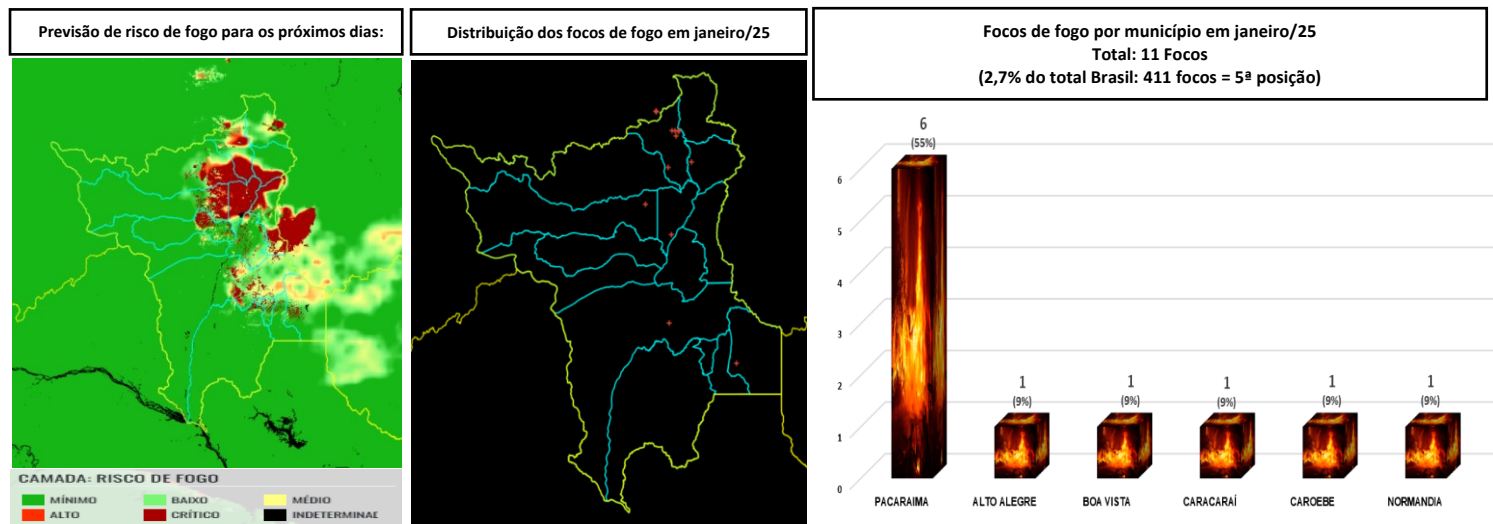 Previsão de risco de fogo para os próximos dias:
CAMADA: RISCO DE FOGO
MÍNIMO
BAIXO
MÉDIO
ALTO
CRÍTICO
INDETERMINAD
Distribuição dos focos de fogo em janeiro/25
Focos de fogo por município em janeiro/25
Total: 11 Focos
(2,7% do total Brasil: 411 focos = 5ª posição)
6
(55%)
1
(9%)
1
(9%)
1
(9%)
1
(9%)
1
(9%)
6
5
4
3
2
1
0
PACARAIMA
ALTO ALEGRE
BOA VISTA
CARACARAÍ
CAROEBE
NORMANDIA